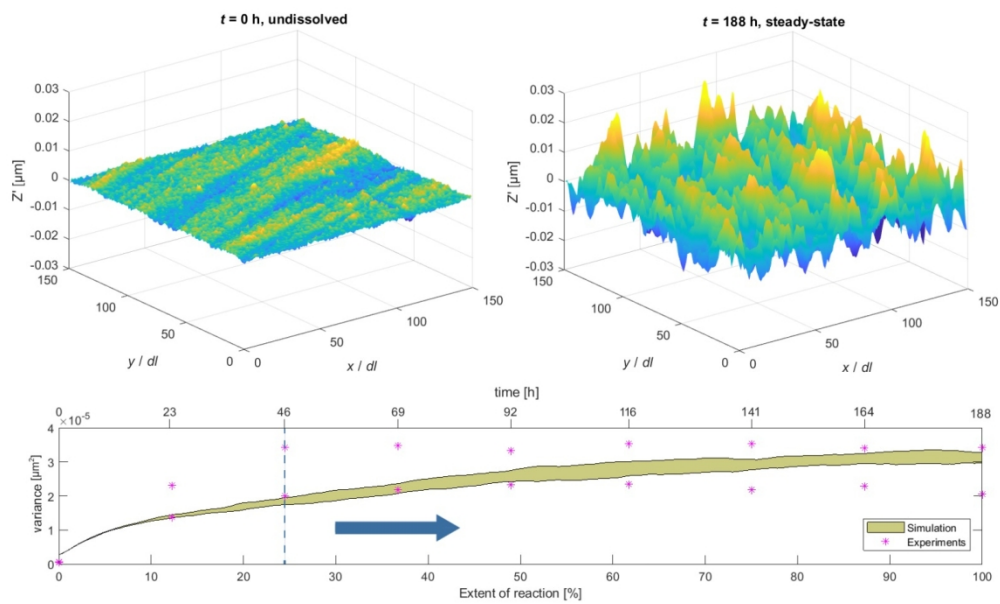 t = 0 h, undissolved
0.03
0.02
0.01
0
-0.01
-0.02
-0.03
Z' [μm]
150
100
50
0
y / dl
0
50
100
150
x / dl
t = 188 h, steady-state
0.03
0.02
0.01
0
-0.01
-0.02
-0.03
Z' [μm]
150
100
50
0
y / dl
0
50
100
150
x / dl
time [h]
0 23 46 69 92 116 141 164 188
×10⁻⁵
4
3
2
1
0
variance [μm²]
Simulation
Experiments
0 10 20 30 40 50 60 70 75 80 90 100
Extent of reaction [%]